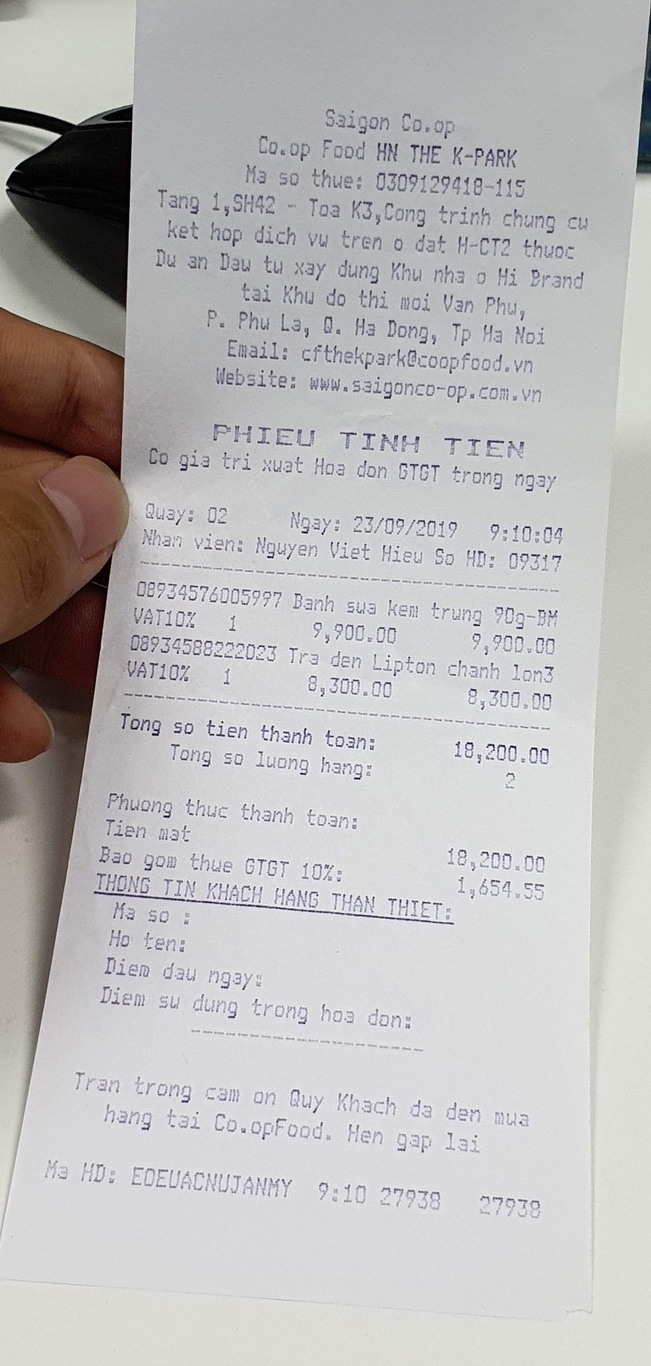 Saigon Co.op
Co.op Food HN THE K-PARK
Ma so thue: 0309129418-115
Tang 1,SH42 - Toa K3,Cong trinh chung cu
ket hop dich vu tren o dat H-CT2 thuoc
Du an Dau tu xay dung Khu nha o Hi Brand
tai Khu do thi moi Van Phu,
P. Phu La, Q. Ha Dong, Tp Ha Noi
Email: cfthekpark@coopfood.vn
Website: www.saigonco-op.com.vn
PHIEU TINH TIEN
Co gia tri xuat Hoa don GTGT trong ngay
Quay: 02 Ngay: 23/09/2019 9:10:04
Nhan vien: Nguyen Viet Hieu So HD: 09317
08934576005997 Banh sua kem trung 90g-BM
VAT10% 1 9,900.00 9,900.00
08934588222023 Tra den Lipton chanh lon3
VAT10% 1 8,300.00 8,300.00
Tong so tien thanh toan: 18,200.00
Tong so luong hang: 2
Phuong thuc thanh toan:
Tien mat 18,200.00
Bao gom thue GTGT 10%: 1,654.55
THONG TIN KHACH HANG THAN THIET:
Ma so :
Ho ten:
Diem dau ngay:
Diem su dung trong hoa don:
Tran trong cam on Quy Khach da den mua
hang tai Co.opFood. Hen gap lai
Ma HD: EOEUACNUJANMY 9:10 27938 27938